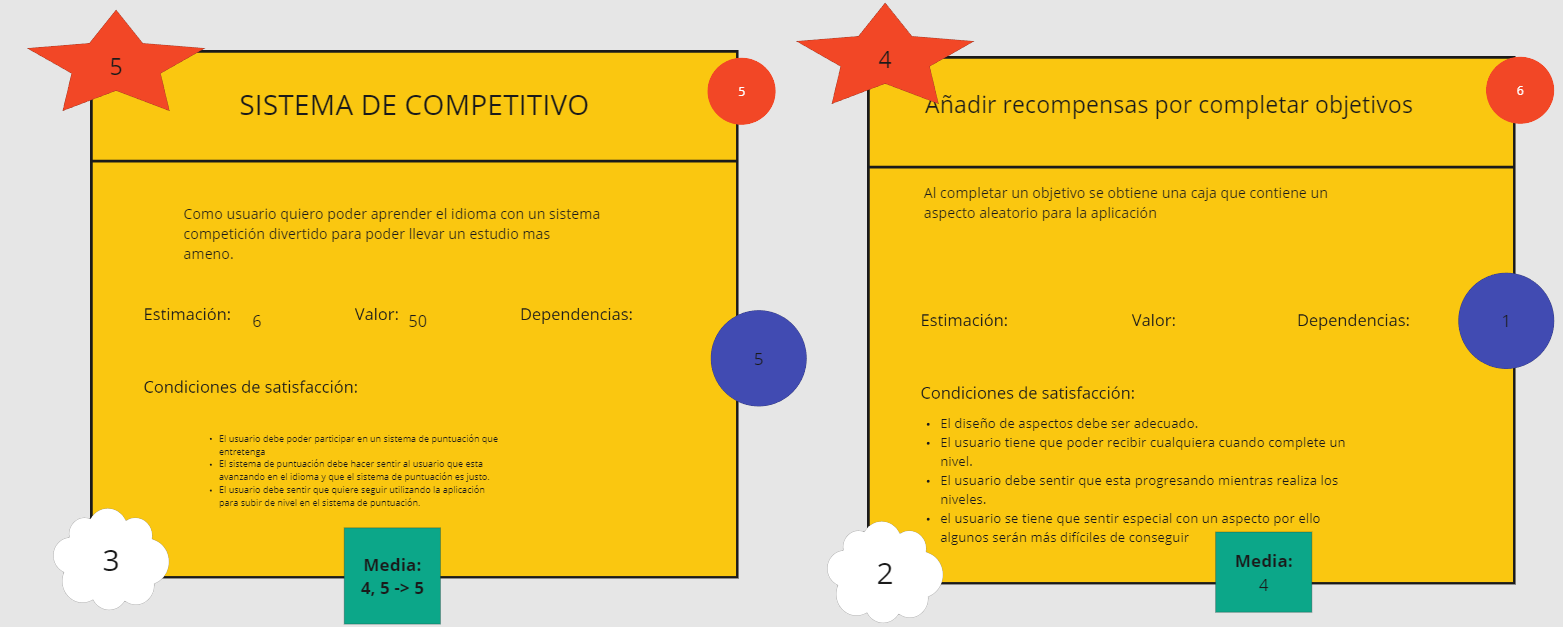 5
SISTEMA DE COMPETITIVO
5
Como usuario quiero poder aprender el idioma con un sistema
competición divertido para poder llevar un estudio mas
ameno.
Estimación: 6 Valor: 50 Dependencias:
5
Condiciones de satisfacción:
• El usuario debe poder participar en un sistema de puntuación que
entretenga
• El sistema de puntuación debe hacer sentir al usuario que esta
avanzando en el idioma y que el sistema de puntuación es justo.
• El usuario debe sentir que quiere seguir utilizando la aplicación
para subir de nivel en el sistema de puntuación.
3
Media:
4, 5 -> 5
4
Añadir recompensas por completar objetivos
6
Al completar un objetivo se obtiene una caja que contiene un
aspecto aleatorio para la aplicación
Estimación: Valor: Dependencias:
1
Condiciones de satisfacción:
• El diseño de aspectos debe ser adecuado.
• El usuario tiene que poder recibir cualquiera cuando complete un
nivel.
• El usuario debe sentir que esta progresando mientras realiza los
niveles.
• el usuario se tiene que sentir especial con un aspecto por ello
algunos serán más difíciles de conseguir
2
Media:
4